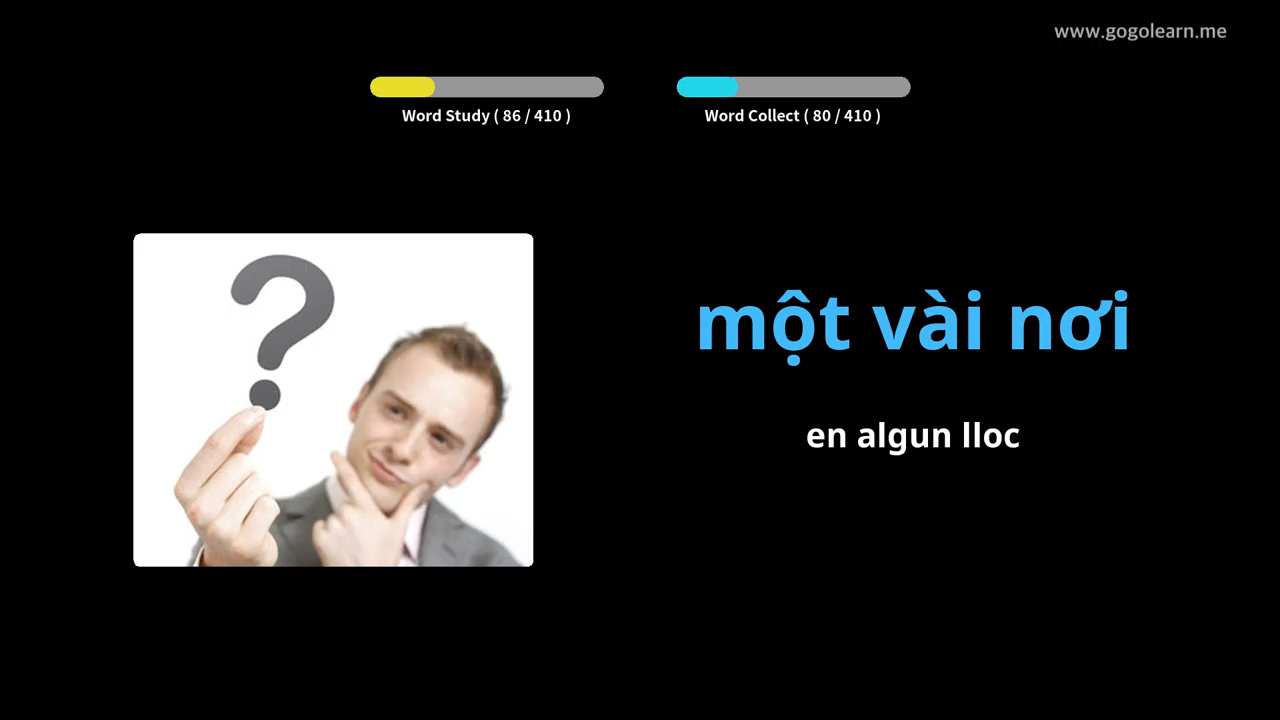 www.gogolearn.me
Word Study ( 86 / 410 )
Word Collect ( 80 / 410 )
một vài nơi
en algun lloc